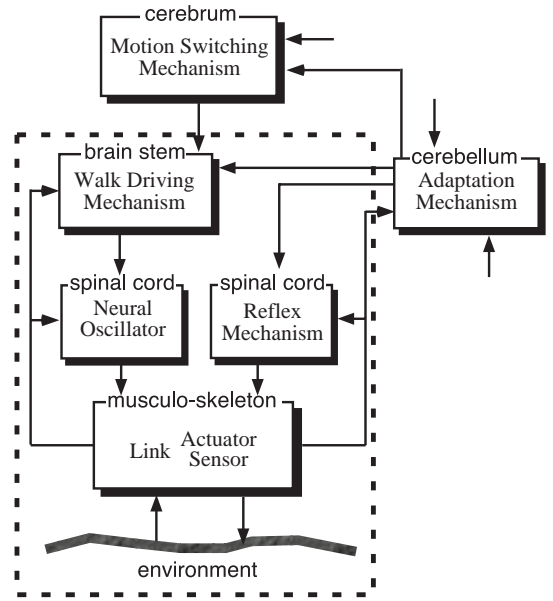 cerebrum
Motion Switching
Mechanism
brain stem
Walk Driving
Mechanism
cerebellum
Adaptation
Mechanism
spinal cord
Neural
Oscillator
spinal cord
Reflex
Mechanism
musculo-skeleton
Link Actuator
Sensor
environment